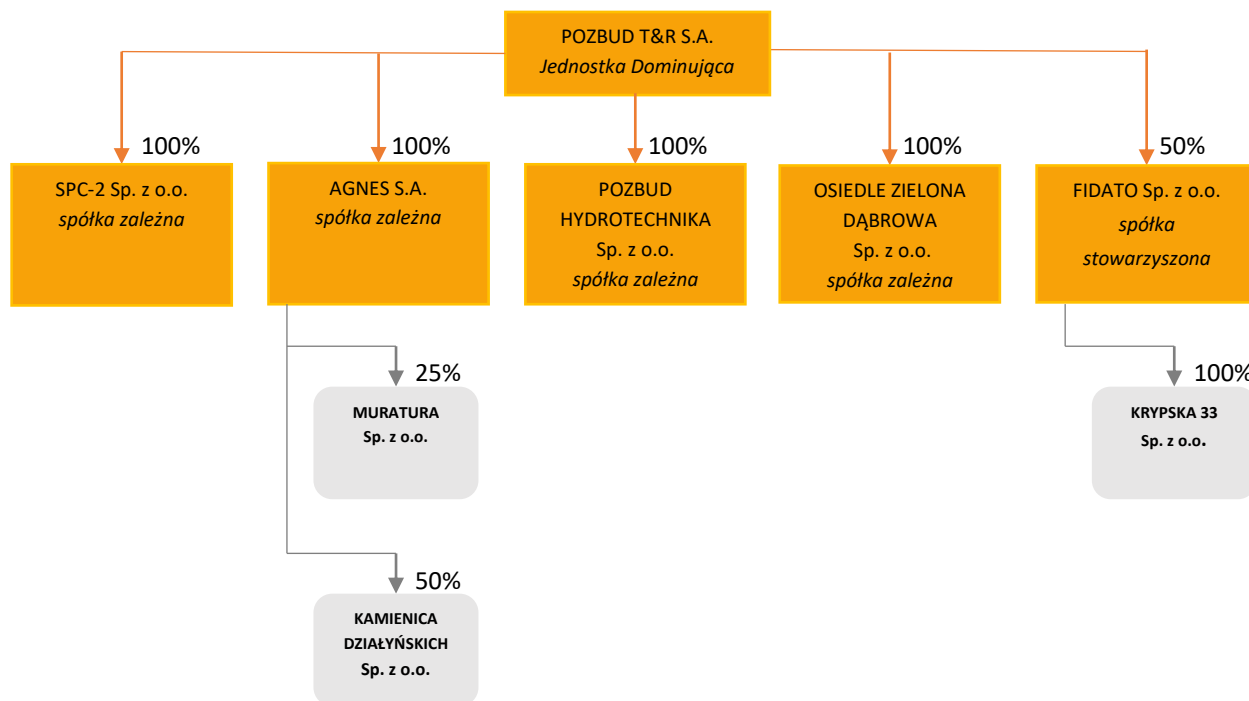 POZBUD T&R S.A.
Jednostka Dominująca
100%
100%
100%
100%
50%
SPC-2 Sp. z o.o.
spółka zależna
AGNES S.A.
spółka zależna
POZBUD
HYDROTECHNIKA
Sp. z o.o.
spółka zależna
OSIEDLE ZIELONA
DĄBROWA
Sp. z o.o.
spółka zależna
FIDATO Sp. z o.o.
spółka
stowarzyszona
25%
MURATURA
Sp. z o.o.
100%
KRYPSKA 33
Sp. z o.o.
50%
KAMIENICA
DZIAŁYŃSKICH
Sp. z o.o.